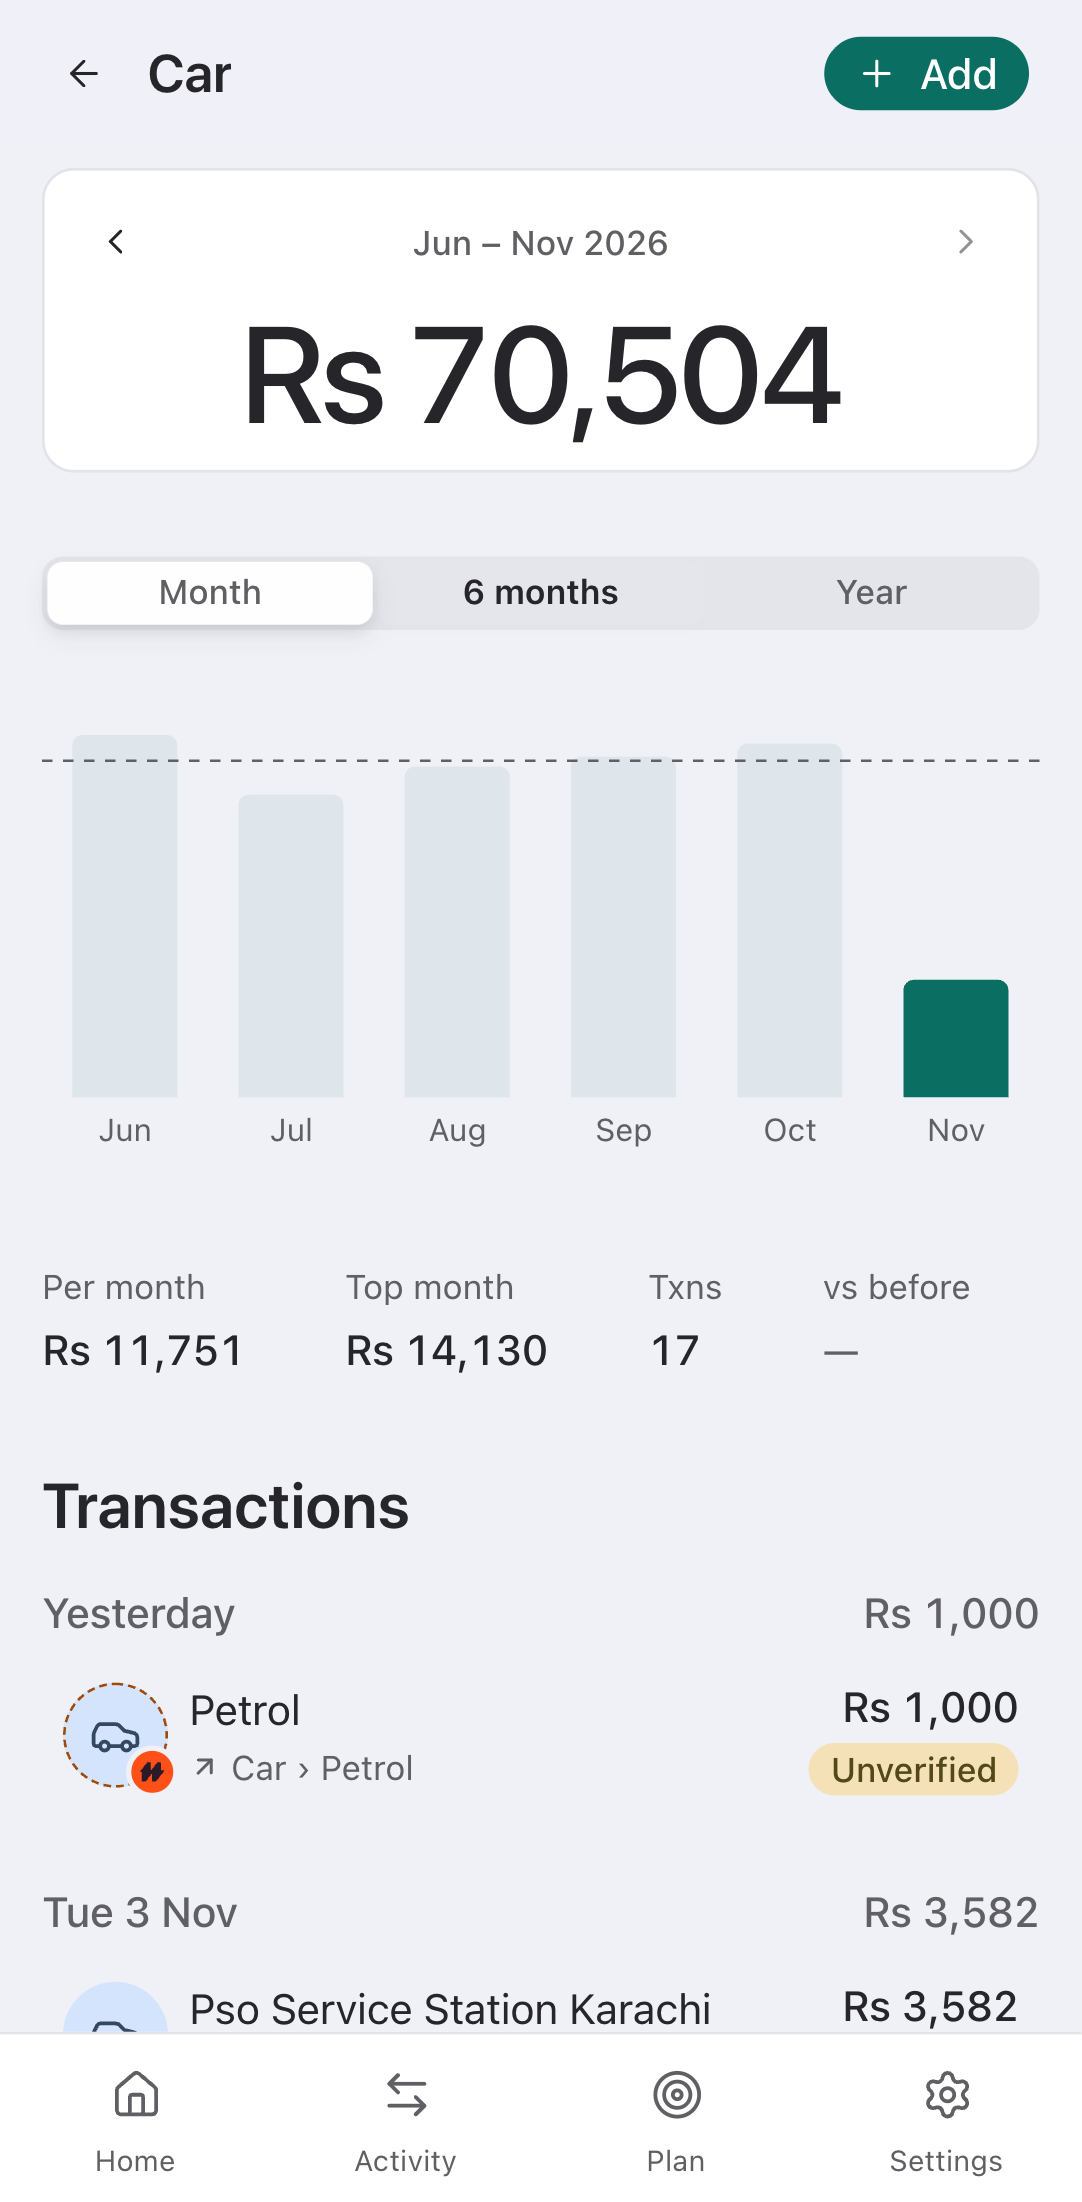 Car
Add
Jun – Nov 2026
Rs 70,504
Month 6 months Year
Jun Jul Aug Sep Oct Nov
Per month Top month Txns vs before
Rs 11,751 Rs 14,130 17 —
Transactions
Yesterday Rs 1,000
Petrol Rs 1,000
Car › Petrol Unverified
Tue 3 Nov Rs 3,582
Pso Service Station Karachi Rs 3,582
Home Activity Plan Settings